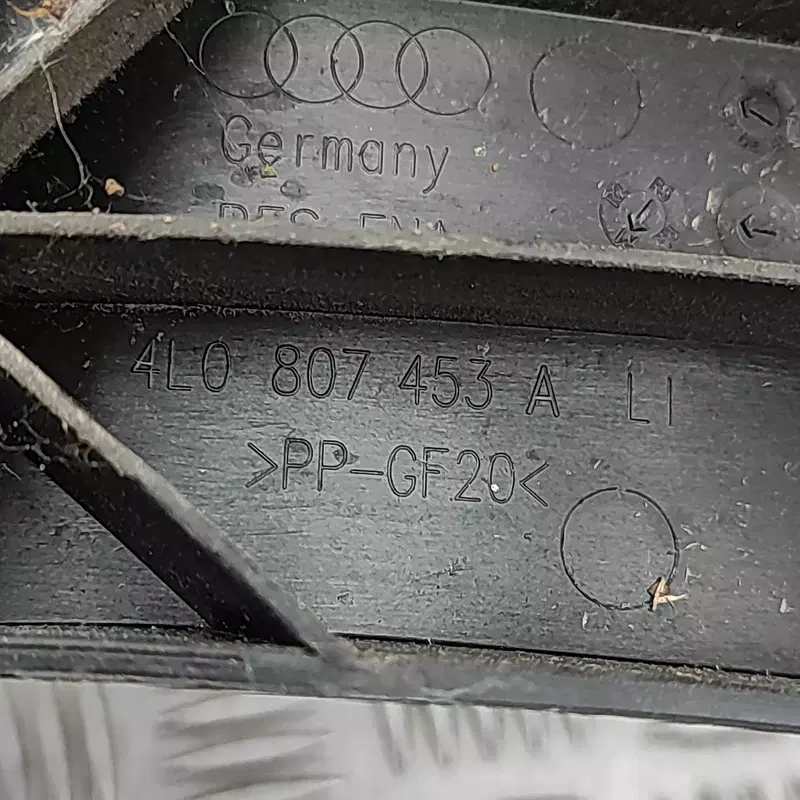 Germany
4L0 807 453 A LI
>PP-GF20<